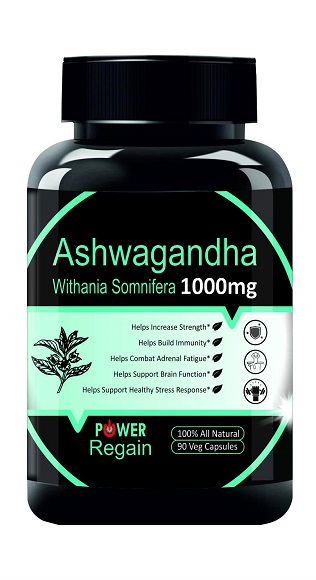 Ashwagandha
Withania Somnifera 1000mg
Helps Increase Strength*
Helps Build Immunity*
Helps Combat Adrenal Fatigue*
Helps Support Brain Function*
Helps Support Healthy Stress Response*
POWER
Regain
100% All Natural
90 Veg Capsules